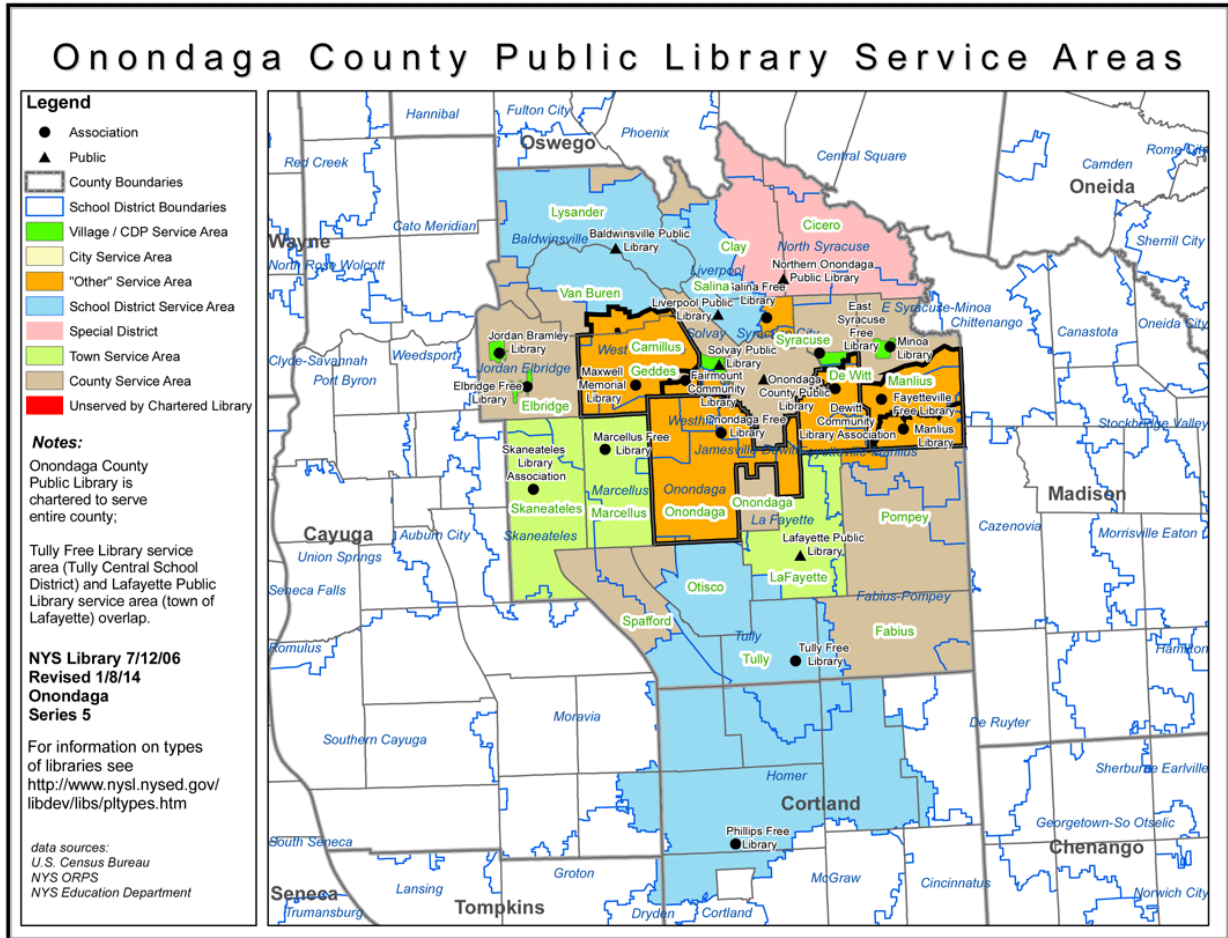 Onondaga County Public Library Service Areas
Legend
Association
Public
County Boundaries
School District Boundaries
Village / CDP Service Area
City Service Area
"Other" Service Area
School District Service Area
Special District
Town Service Area
County Service Area
Unserved by Chartered Library
Notes:
Onondaga County
Public Library is
chartered to serve
entire county;
Tully Free Library service
area (Tully Central School
District) and Lafayette Public
Library service area (town of
Lafayette) overlap.
NYS Library 7/12/06
Revised 1/8/14
Onondaga
Series 5
For information on types
of libraries see
http://www.nysl.nysed.gov/
libdev/libs/pltypes.htm
data sources:
U.S. Census Bureau
NYS ORPS
NYS Education Department
Hannibal
Fulton City
Phoenix
Oswego
Central Square
Red Creek
Camden
Rome City
Oneida
Lysander
Cicero
Cato Meridian
Baldwinsville
Baldwinsville Public
Library
Clay
North Syracuse
Wayne
Sherrill City
North Rose Wolcott
Liverpool
Northern Onondaga
Public Library
Van Buren
Salina
Salina Free
Library
Liverpool Public
Library
East
Syracuse
Free
Library
E Syracuse-Minoa
Chittenango
Oneida City
Canastota
Solvay
Syracuse City
Jordan Bramley
Library
West
Camillus
Syracuse
Minoa
Library
Clyde-Savannah
Weedsport
Solvay Public
Library
Jordan Elbridge
Port Byron
Maxwell
Memorial
Library
Geddes
Fairmount
Community
Library
Onondaga
County Public
Library
De Witt
Manlius
Elbridge Free
Library
Elbridge
Fayetteville
Free Library
Dewitt
Community
Library Association
Westhill
Onondaga Free
Library
Manlius
Library
Stockbridge Valley
Marcellus Free
Library
Skaneateles
Library
Association
Jamesville-Dewitt
Fayetteville-Manlius
Marcellus
Onondaga
Madison
Skaneateles
Marcellus
Onondaga
Onondaga
Pompey
Cayuga
Auburn City
Skaneateles
La Fayette
Cazenovia
Morrisville Eaton
Union Springs
Lafayette Public
Library
LaFayette
Seneca Falls
Otisco
Fabius-Pompey
Spafford
Fabius
Romulus
Tully
Tully
Tully Free
Library
Hamilton
Moravia
De Ruyter
Southern Cayuga
Homer
Sherburne Earlville
Cortland
Georgetown-So Otselic
South Seneca
Phillips Free
Library
Chenango
Groton
McGraw
Cincinnatus
Seneca
Lansing
Norwich City
Trumansburg
Tompkins
Dryden
Cortland